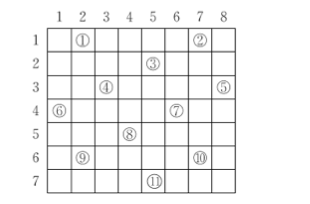 1 2 3 4 5 6 7 8
1 ① ②
2 ③
3 ④ ⑤
4 ⑥ ⑦
5 ⑧
6 ⑨ ⑩
7 ⑪